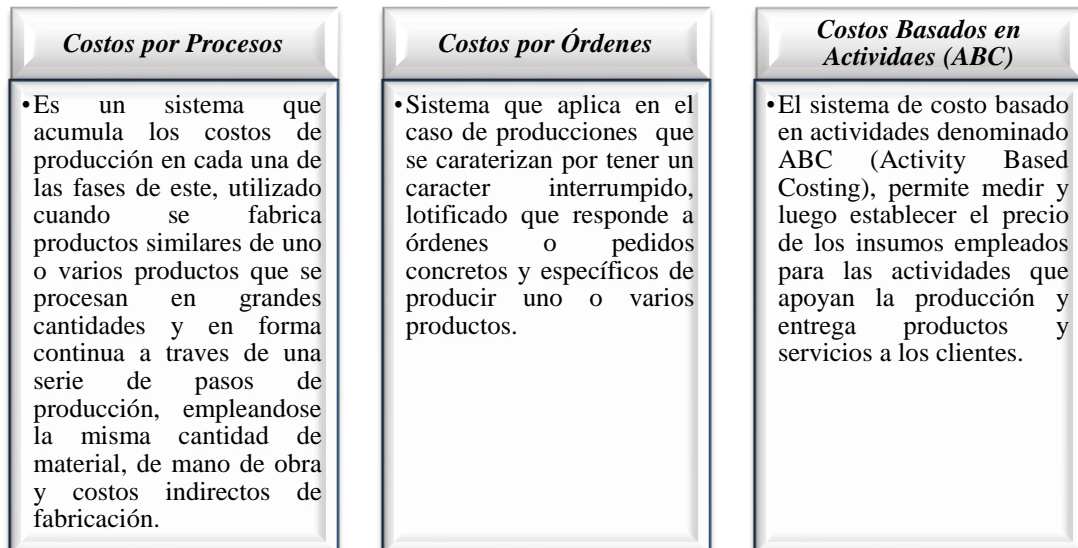 Costos por Procesos
•Es un sistema que
acumula los costos de
producción en cada una de
las fases de este, utilizado
cuando se fabrica
productos similares de uno
o varios productos que se
procesan en grandes
cantidades y en forma
continua a traves de una
serie de pasos de
producción, empleandose
la misma cantidad de
material, de mano de obra
y costos indirectos de
fabricación.
Costos por Órdenes
•Sistema que aplica en el
caso de producciones que
se caraterizan por tener un
caracter interrumpido,
lotificado que responde a
órdenes o pedidos
concretos y específicos de
producir uno o varios
productos.
Costos Basados en
Actividaes (ABC)
•El sistema de costo basado
en actividades denominado
ABC (Activity Based
Costing), permite medir y
luego establecer el precio
de los insumos empleados
para las actividades que
apoyan la producción y
entrega productos y
servicios a los clientes.